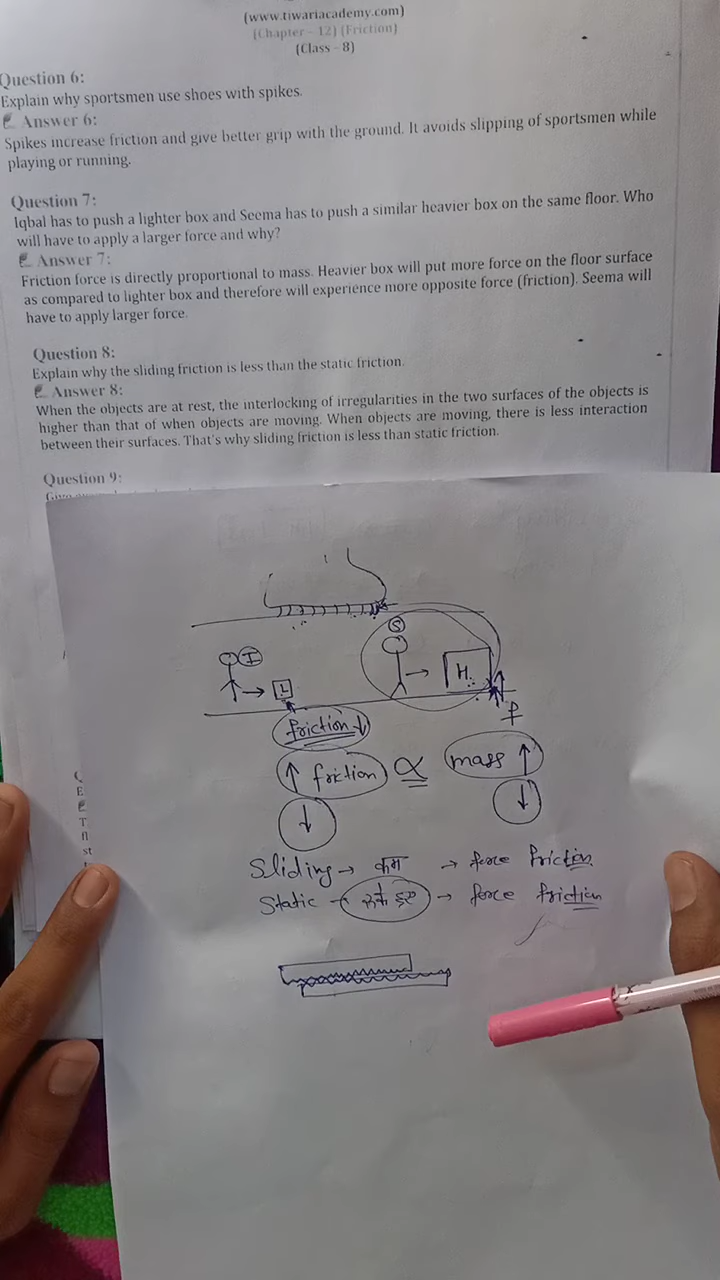 (www.tiwariacademy.com)
(Chapter – 12) (Friction)
(Class – 8)
Question 6:
Explain why sportsmen use shoes with spikes.
Answer 6:
Spikes increase friction and give better grip with the ground. It avoids slipping of sportsmen while
playing or running.
Question 7:
Iqbal has to push a lighter box and Seema has to push a similar heavier box on the same floor. Who
will have to apply a larger force and why?
Answer 7:
Friction force is directly proportional to mass. Heavier box will put more force on the floor surface
as compared to lighter box and therefore will experience more opposite force (friction). Seema will
have to apply larger force.
Question 8:
Explain why the sliding friction is less than the static friction.
Answer 8:
When the objects are at rest, the interlocking of irregularities in the two surfaces of the objects is
higher than that of when objects are moving. When objects are moving, there is less interaction
between their surfaces. That's why sliding friction is less than static friction.
Question 9:
S
I
H
L
f
friction ↓
↑ friction ∝ mass ↑
↓ ↓
Sliding → कम → force friction
Static → रुके हुए → force friction
E
T
fl
st